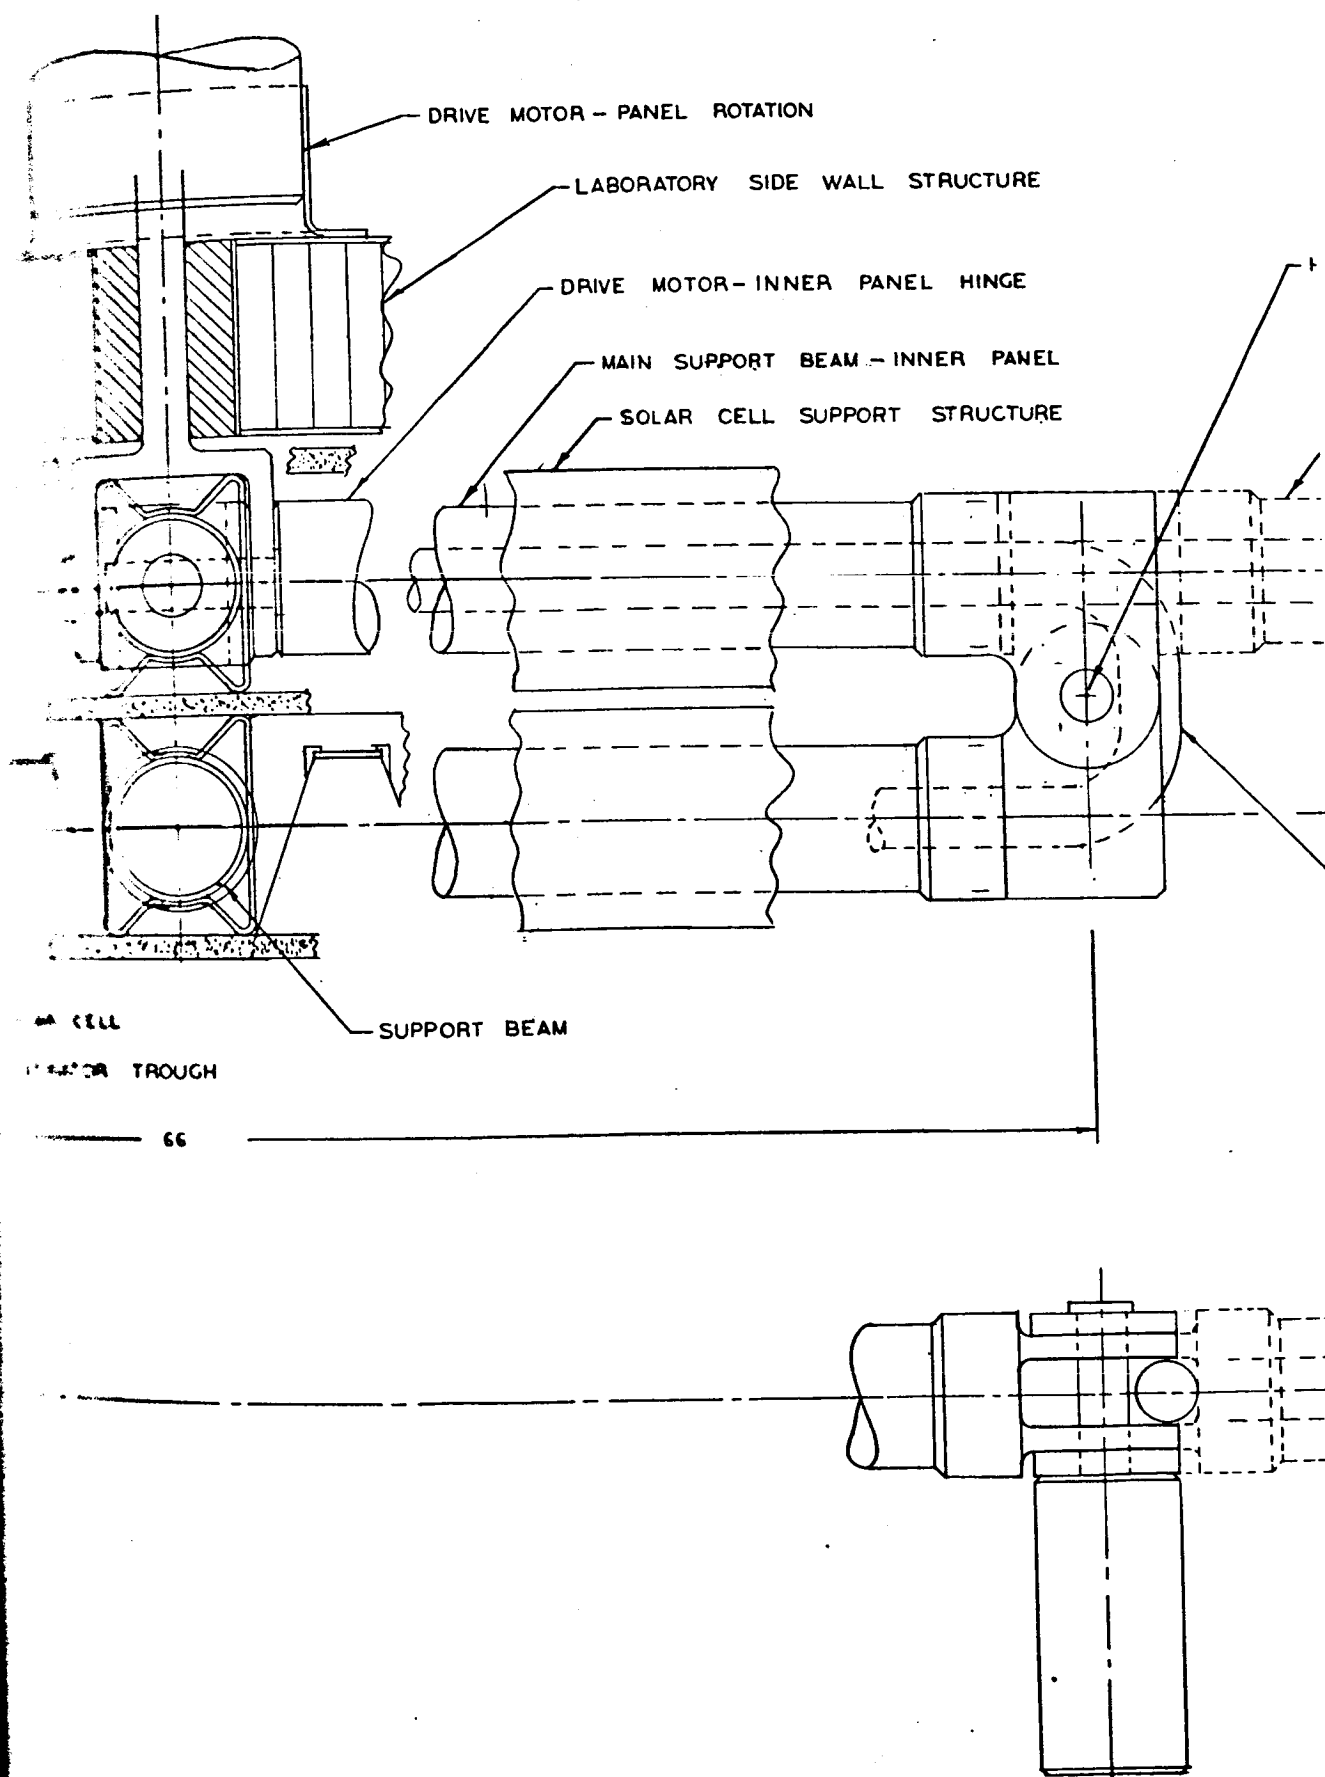 DRIVE MOTOR - PANEL ROTATION
LABORATORY SIDE WALL STRUCTURE
DRIVE MOTOR - INNER PANEL HINGE
MAIN SUPPORT BEAM - INNER PANEL
SOLAR CELL SUPPORT STRUCTURE
SUPPORT BEAM
CELL
TROUGH
66